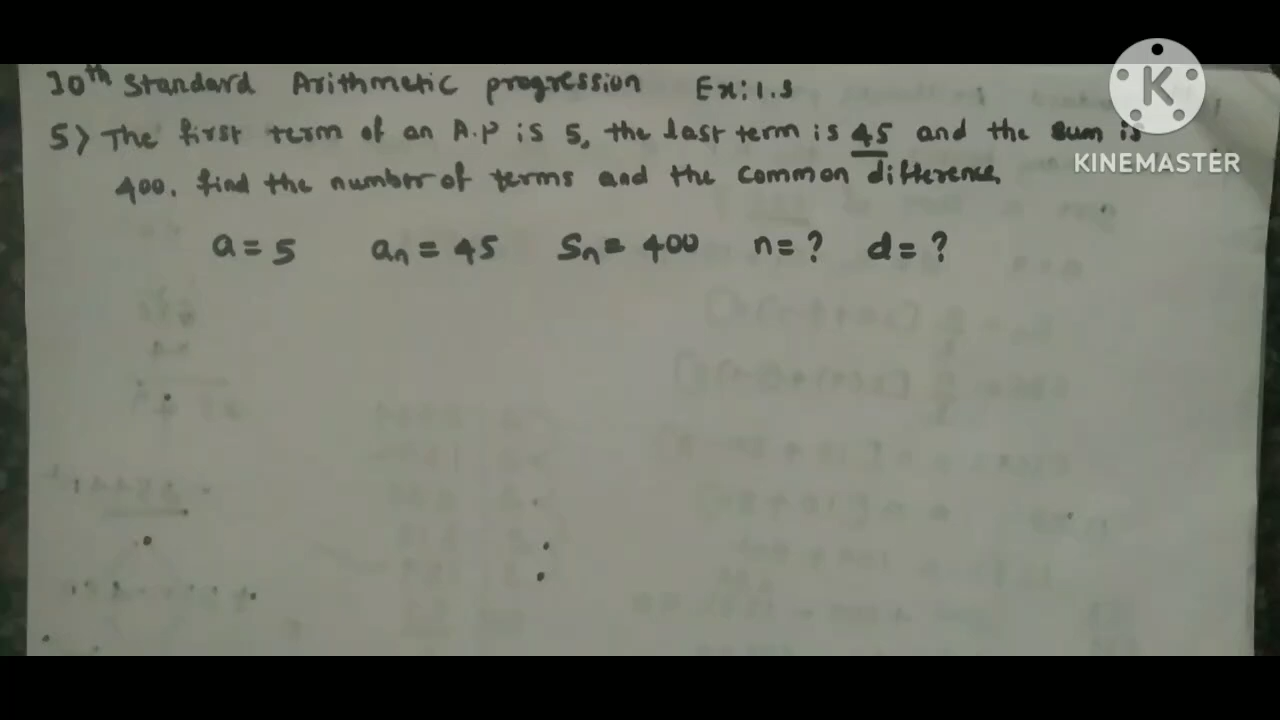 10th Standard Arithmetic progression Ex: 1.3
5) The first term of an A.P is 5, the last term is 45 and the sum is
400. find the number of terms and the common difference.
a = 5 an = 45 Sn = 400 n = ? d = ?
K
KINEMASTER